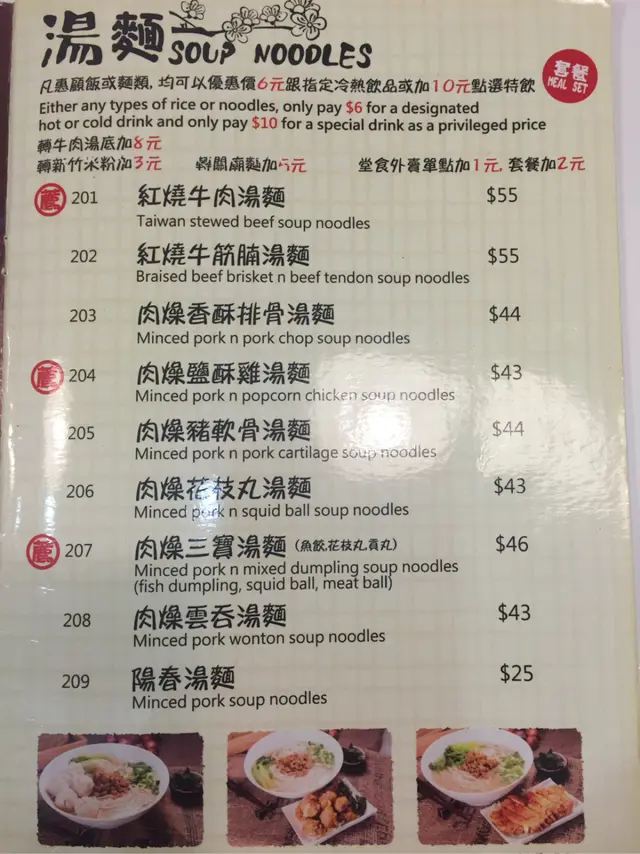 湯麵 SOUP NOODLES
凡惠顧飯或麵類, 均可以優惠價6元跟指定冷熱飲品或加10元點選特飲
套餐
MEAL SET
Either any types of rice or noodles, only pay $6 for a designated
hot or cold drink and only pay $10 for a special drink as a privileged price
轉牛肉湯底加8元
轉新竹米粉加3元 轉關廟麵加5元 堂食外賣單點加1元, 套餐加2元
薦 201 紅燒牛肉湯麵 $55
Taiwan stewed beef soup noodles
202 紅燒牛筋腩湯麵 $55
Braised beef brisket n beef tendon soup noodles
203 肉燥香酥排骨湯麵 $44
Minced pork n pork chop soup noodles
薦 204 肉燥鹽酥雞湯麵 $43
Minced pork n popcorn chicken soup noodles
205 肉燥豬軟骨湯麵 $44
Minced pork n pork cartilage soup noodles
206 肉燥花枝丸湯麵 $43
Minced pork n squid ball soup noodles
薦 207 肉燥三寶湯麵 (魚餃,花枝丸,貢丸) $46
Minced pork n mixed dumpling soup noodles
(fish dumpling, squid ball, meat ball)
208 肉燥雲吞湯麵 $43
Minced pork wonton soup noodles
209 陽春湯麵 $25
Minced pork soup noodles